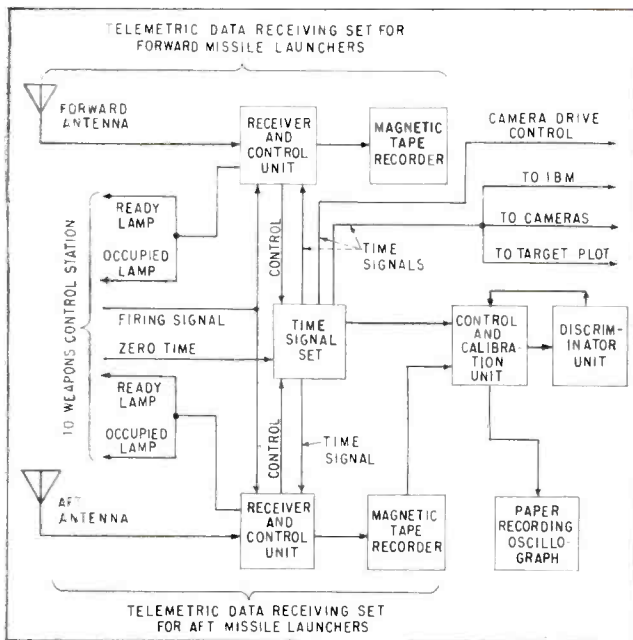 TELEMETRIC DATA RECEIVING SET FOR
FORWARD MISSILE LAUNCHERS
FORWARD
ANTENNA
RECEIVER
AND
CONTROL
UNIT
MAGNETIC
TAPE
RECORDER
CAMERA DRIVE
CONTROL
TO IBM
TO CAMERAS
TO TARGET PLOT
READY
LAMP
OCCUPIED
LAMP
CONTROL
TIME
SIGNALS
TO WEAPONS CONTROL STATION
FIRING SIGNAL
ZERO TIME
TIME
SIGNAL
SET
CONTROL
AND
CALIBRA-
TION
UNIT
DISCRIM-
INATOR
UNIT
READY
LAMP
OCCUPIED
LAMP
CONTROL
TIME
SIGNAL
AFT
ANTENNA
RECEIVER
AND
CONTROL
UNIT
MAGNETIC
TAPE
RECORDER
PAPER
RECORDING
OSCILLO-
GRAPH
TELEMETRIC DATA RECEIVING SET
FOR AFT MISSILE LAUNCHERS